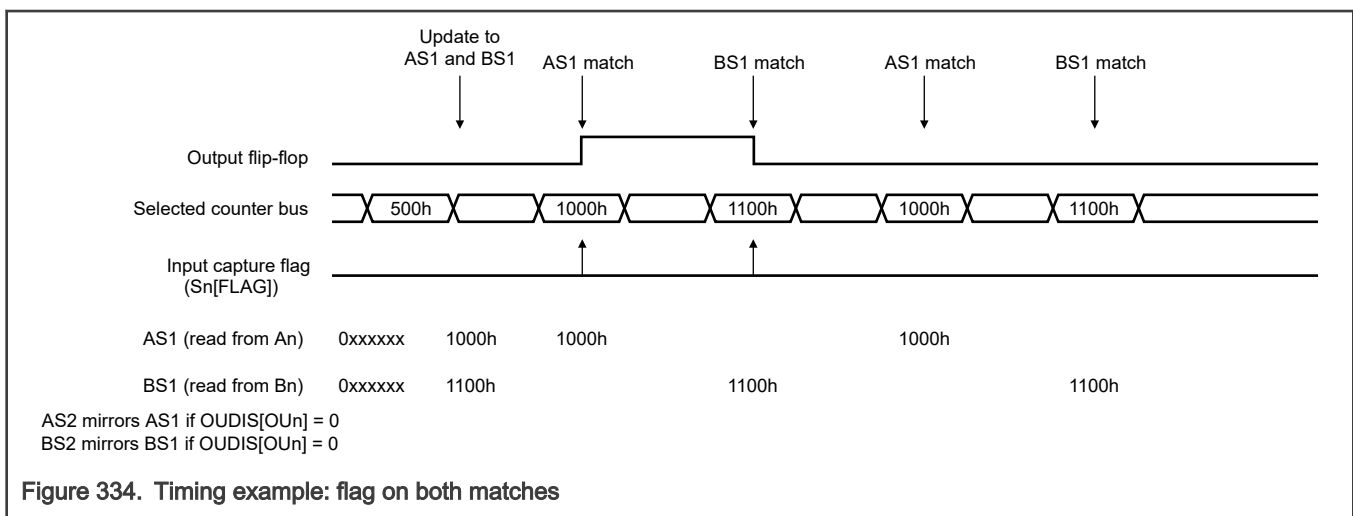 Update to
AS1 and BS1
AS1 match
BS1 match
AS1 match
BS1 match
Output flip-flop
Selected counter bus
500h
1000h
1100h
1000h
1100h
Input capture flag
(Sn[FLAG])
AS1 (read from An) 0xxxxxx 1000h 1000h 1000h
BS1 (read from Bn) 0xxxxxx 1100h 1100h 1100h
AS2 mirrors AS1 if OUDIS[OUn] = 0
BS2 mirrors BS1 if OUDIS[OUn] = 0
Figure 334. Timing example: flag on both matches